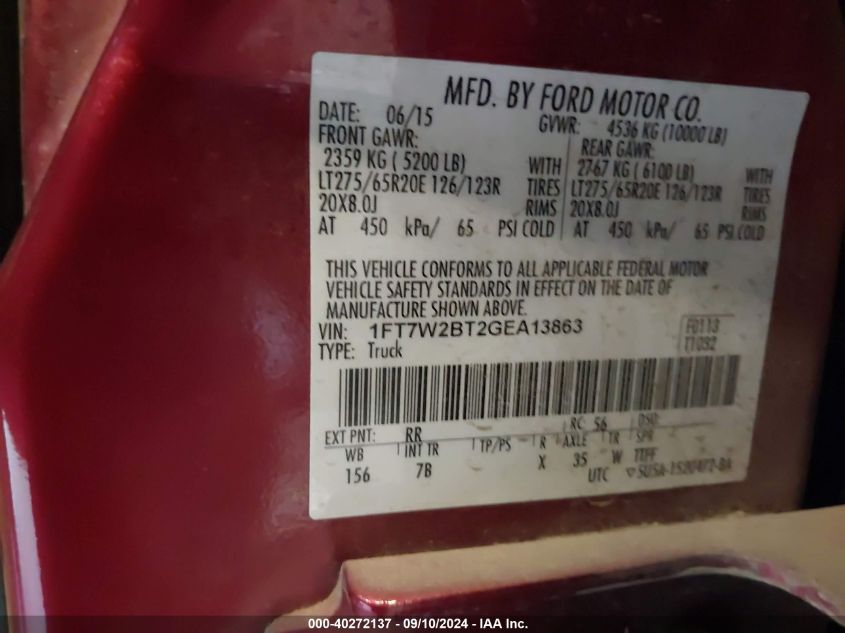 MFD. BY FORD MOTOR CO.
DATE: 06/15 GVWR: 4536 KG (10000 LB)
FRONT GAWR: REAR GAWR:
2359 KG ( 5200 LB) WITH 2767 KG ( 6100 LB) WITH
LT275/65R20E 126/123R TIRES LT275/65R20E 126/123R TIRES
20X8.0J RIMS 20X8.0J RIMS
AT 450 kPa/ 65 PSI COLD AT 450 kPa/ 65 PSI COLD
THIS VEHICLE CONFORMS TO ALL APPLICABLE FEDERAL MOTOR
VEHICLE SAFETY STANDARDS IN EFFECT ON THE DATE OF
MANUFACTURE SHOWN ABOVE.
VIN: 1FT7W2BT2GEA13863 F0113
TYPE: Truck T1052
EXT PNT: RR RC: 56 DSO:
WB INT TR TP/PS R AXLE TR SPR
156 7B X 35 W TEFF
UTC
000-40272137 - 09/10/2024 - IAA Inc.